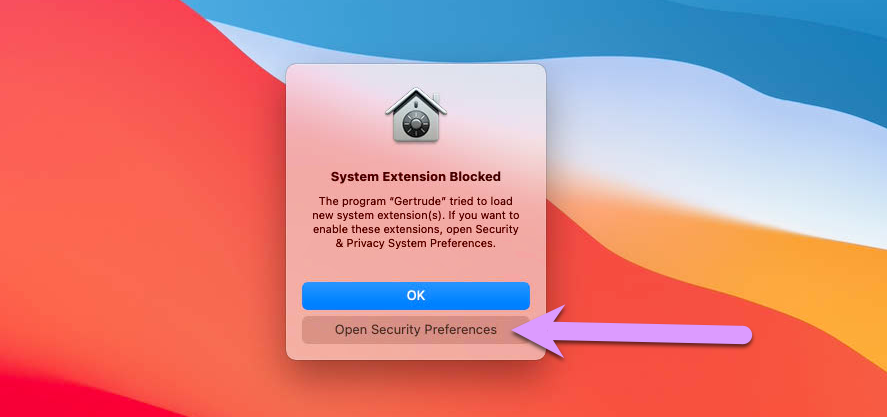 System Extension Blocked
The program “Gertrude” tried to load
new system extension(s). If you want to
enable these extensions, open Security
& Privacy System Preferences.
OK
Open Security Preferences